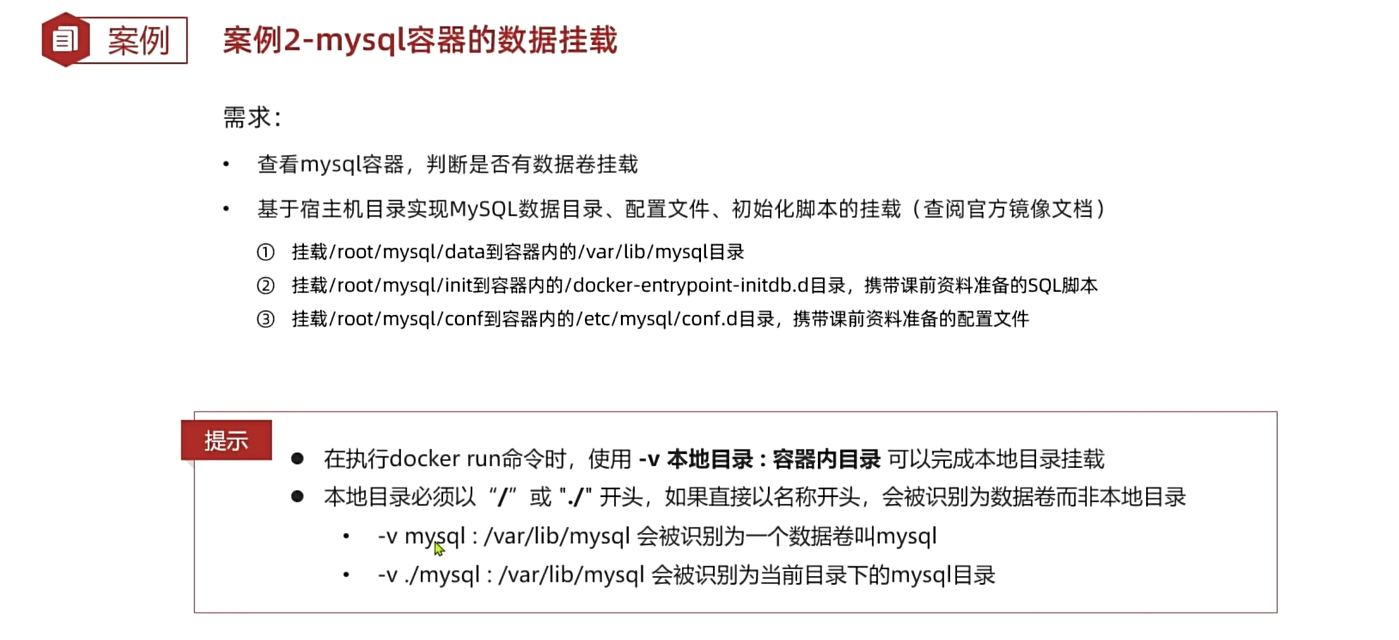 案例
案例2-mysql容器的数据挂载
需求：
• 查看mysql容器，判断是否有数据卷挂载
• 基于宿主机目录实现MySQL数据目录、配置文件、初始化脚本的挂载（查阅官方镜像文档）
① 挂载/root/mysql/data到容器内的/var/lib/mysql目录
② 挂载/root/mysql/init到容器内的/docker-entrypoint-initdb.d目录，携带课前资料准备的SQL脚本
③ 挂载/root/mysql/conf到容器内的/etc/mysql/conf.d目录，携带课前资料准备的配置文件
提示
● 在执行docker run命令时，使用 -v 本地目录 : 容器内目录 可以完成本地目录挂载
● 本地目录必须以“/”或 "./" 开头，如果直接以名称开头，会被识别为数据卷而非本地目录
• -v mysql : /var/lib/mysql 会被识别为一个数据卷叫mysql
• -v ./mysql : /var/lib/mysql 会被识别为当前目录下的mysql目录